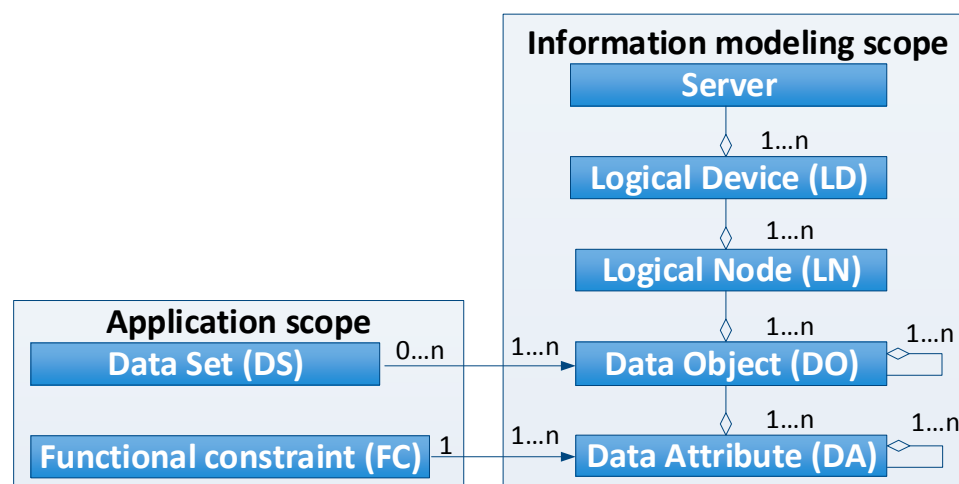 Information modeling scope
Server
1...n
Logical Device (LD)
1...n
Logical Node (LN)
1...n
1...n
Data Object (DO)
1...n
1...n
Data Attribute (DA)
Application scope
Data Set (DS)
0...n
1...n
Functional constraint (FC)
1
1...n